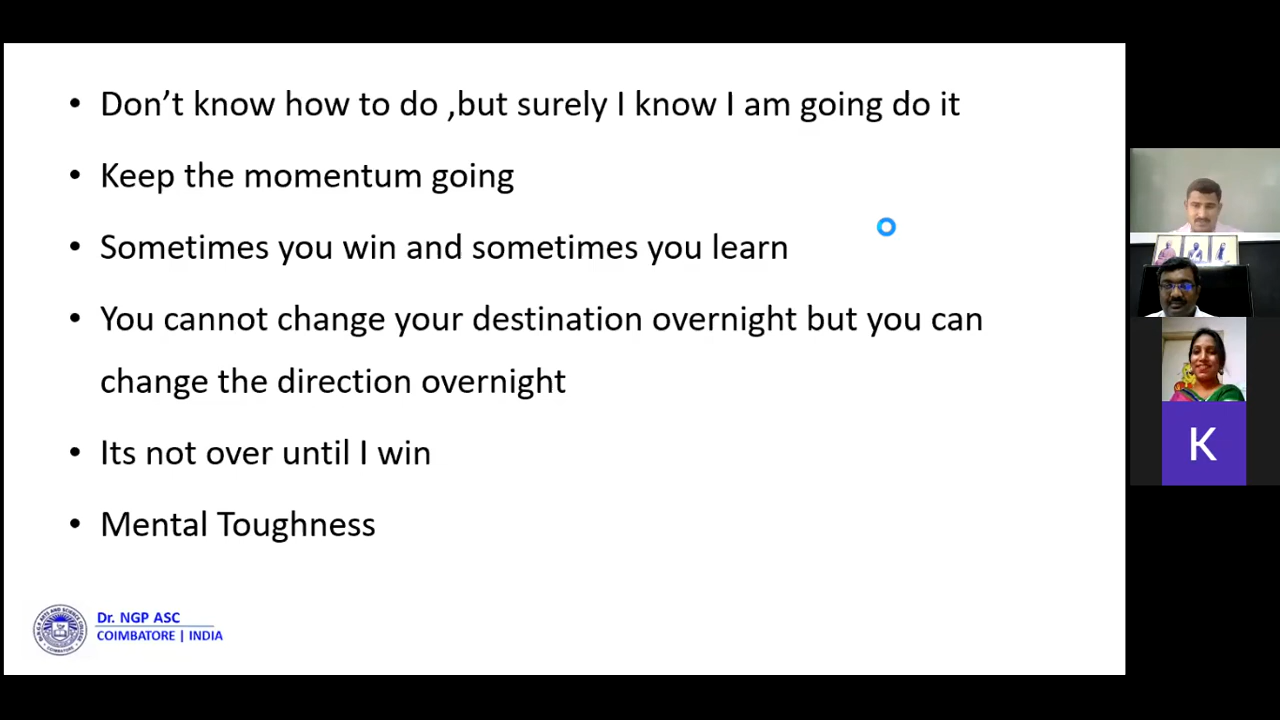 • Don’t know how to do ,but surely I know I am going do it
• Keep the momentum going
• Sometimes you win and sometimes you learn
• You cannot change your destination overnight but you can
change the direction overnight
• Its not over until I win
• Mental Toughness
Dr. NGP ASC
COIMBATORE | INDIA
K